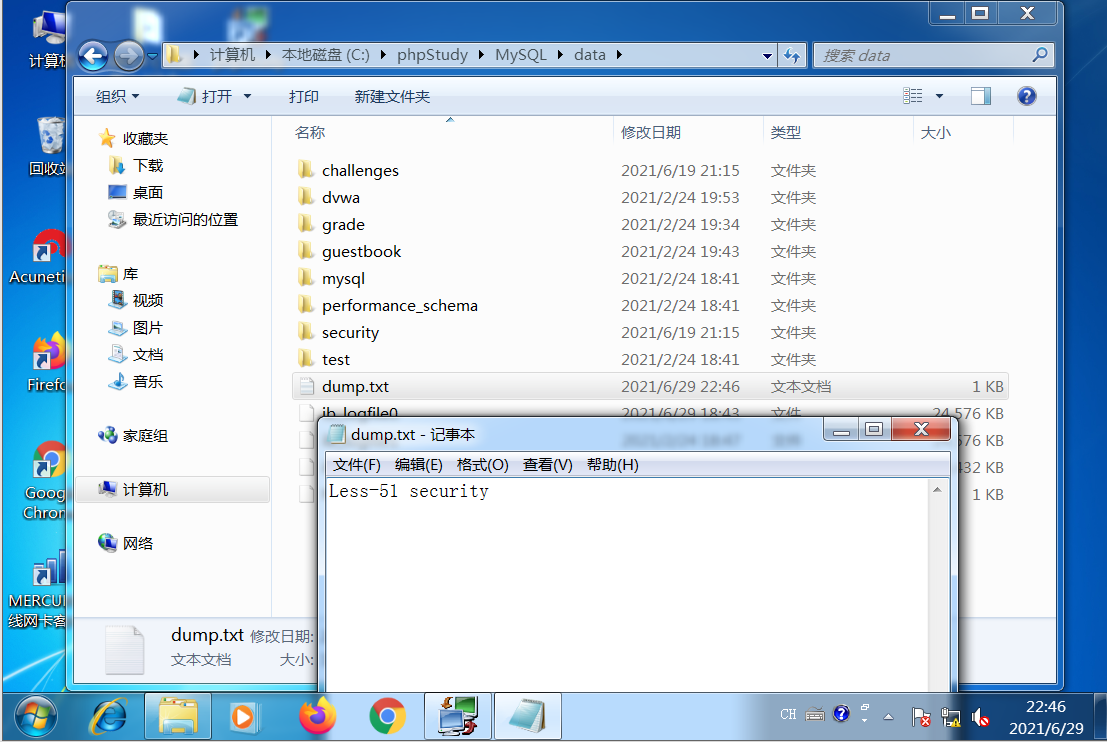 计算机
回收站
Acuneti
Firefo
Goog
Chron
MERCU
线网卡客
计算机 本地磁盘 (C:) phpStudy MySQL data
搜索 data
组织 打开 打印 新建文件夹
收藏夹
下载
桌面
最近访问的位置
库
视频
图片
文档
音乐
家庭组
计算机
网络
名称 修改日期 类型 大小
challenges 2021/6/19 21:15 文件夹
dvwa 2021/2/24 19:53 文件夹
grade 2021/2/24 19:34 文件夹
guestbook 2021/2/24 19:43 文件夹
mysql 2021/2/24 18:41 文件夹
performance_schema 2021/2/24 18:41 文件夹
security 2021/6/19 21:15 文件夹
test 2021/2/24 18:41 文件夹
dump.txt 2021/6/29 22:46 文本文档 1 KB
ib_logfile0 2021/6/29 18:43 文件 24,576 KB
576 KB
432 KB
1 KB
dump.txt - 记事本
文件(F) 编辑(E) 格式(O) 查看(V) 帮助(H)
Less-51 security
dump.txt 修改日期:
文本文档 大小:
CH
22:46
2021/6/29